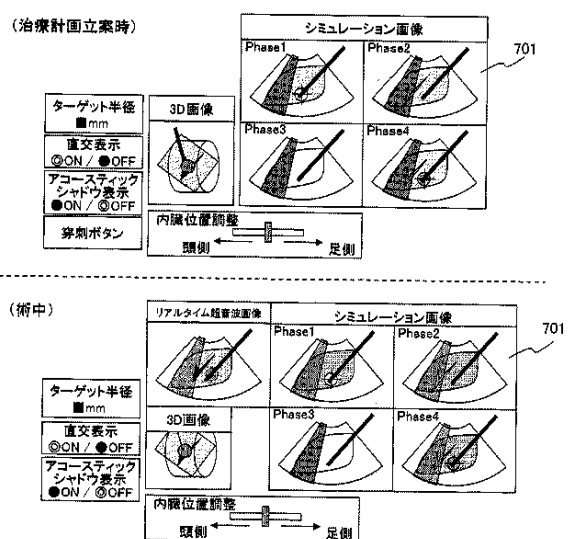 (治療計画立案時)
シミュレーション画像
Phase1
Phase2
701
ターゲット半径
■mm
3D画像
直交表示
◎ON / ●OFF
Phase3
Phase4
アコースティック
シャドウ表示
●ON / ◎OFF
穿刺ボタン
内臓位置調整
頭側
足側
(術中)
リアルタイム超音波画像
シミュレーション画像
Phase1
Phase2
701
ターゲット半径
■mm
3D画像
Phase3
Phase4
直交表示
◎ON / ●OFF
アコースティック
シャドウ表示
●ON / ◎OFF
内臓位置調整
頭側
足側